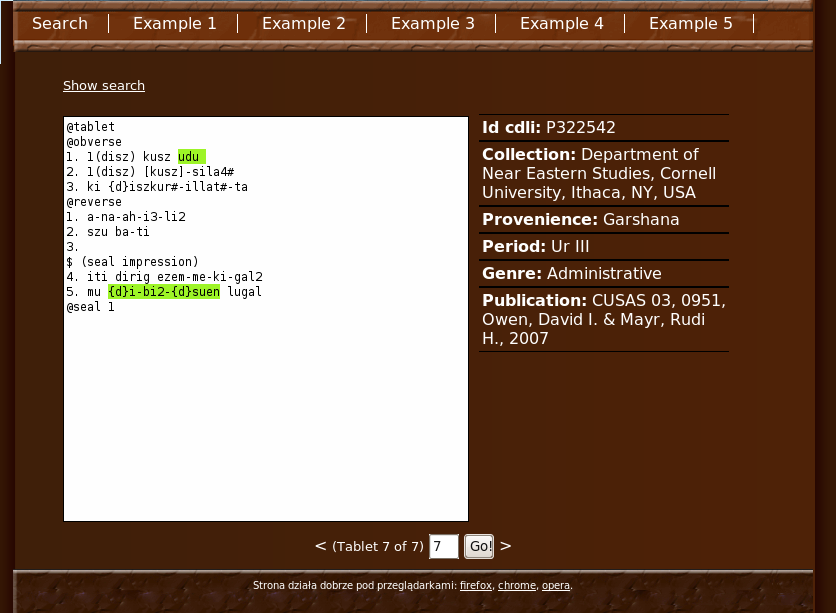 Search | Example 1 | Example 2 | Example 3 | Example 4 | Example 5 |
Show search
@tablet
@obverse
1. 1(disz) kusz udu
2. 1(disz) [kusz]-sila4#
3. ki {d}iszkur#-illat#-ta
@reverse
1. a-na-ah-i3-li2
2. szu ba-ti
3.
$ (seal impression)
4. iti dirig ezem-me-ki-gal2
5. mu {d}i-bi2-{d}suen lugal
@seal 1
Id cdli: P322542
Collection: Department of
Near Eastern Studies, Cornell
University, Ithaca, NY, USA
Provenience: Garshana
Period: Ur III
Genre: Administrative
Publication: CUSAS 03, 0951,
Owen, David I. & Mayr, Rudi
H., 2007
< (Tablet 7 of 7) 7 Go! >
Strona działa dobrze pod przeglądarkami: firefox, chrome, opera.